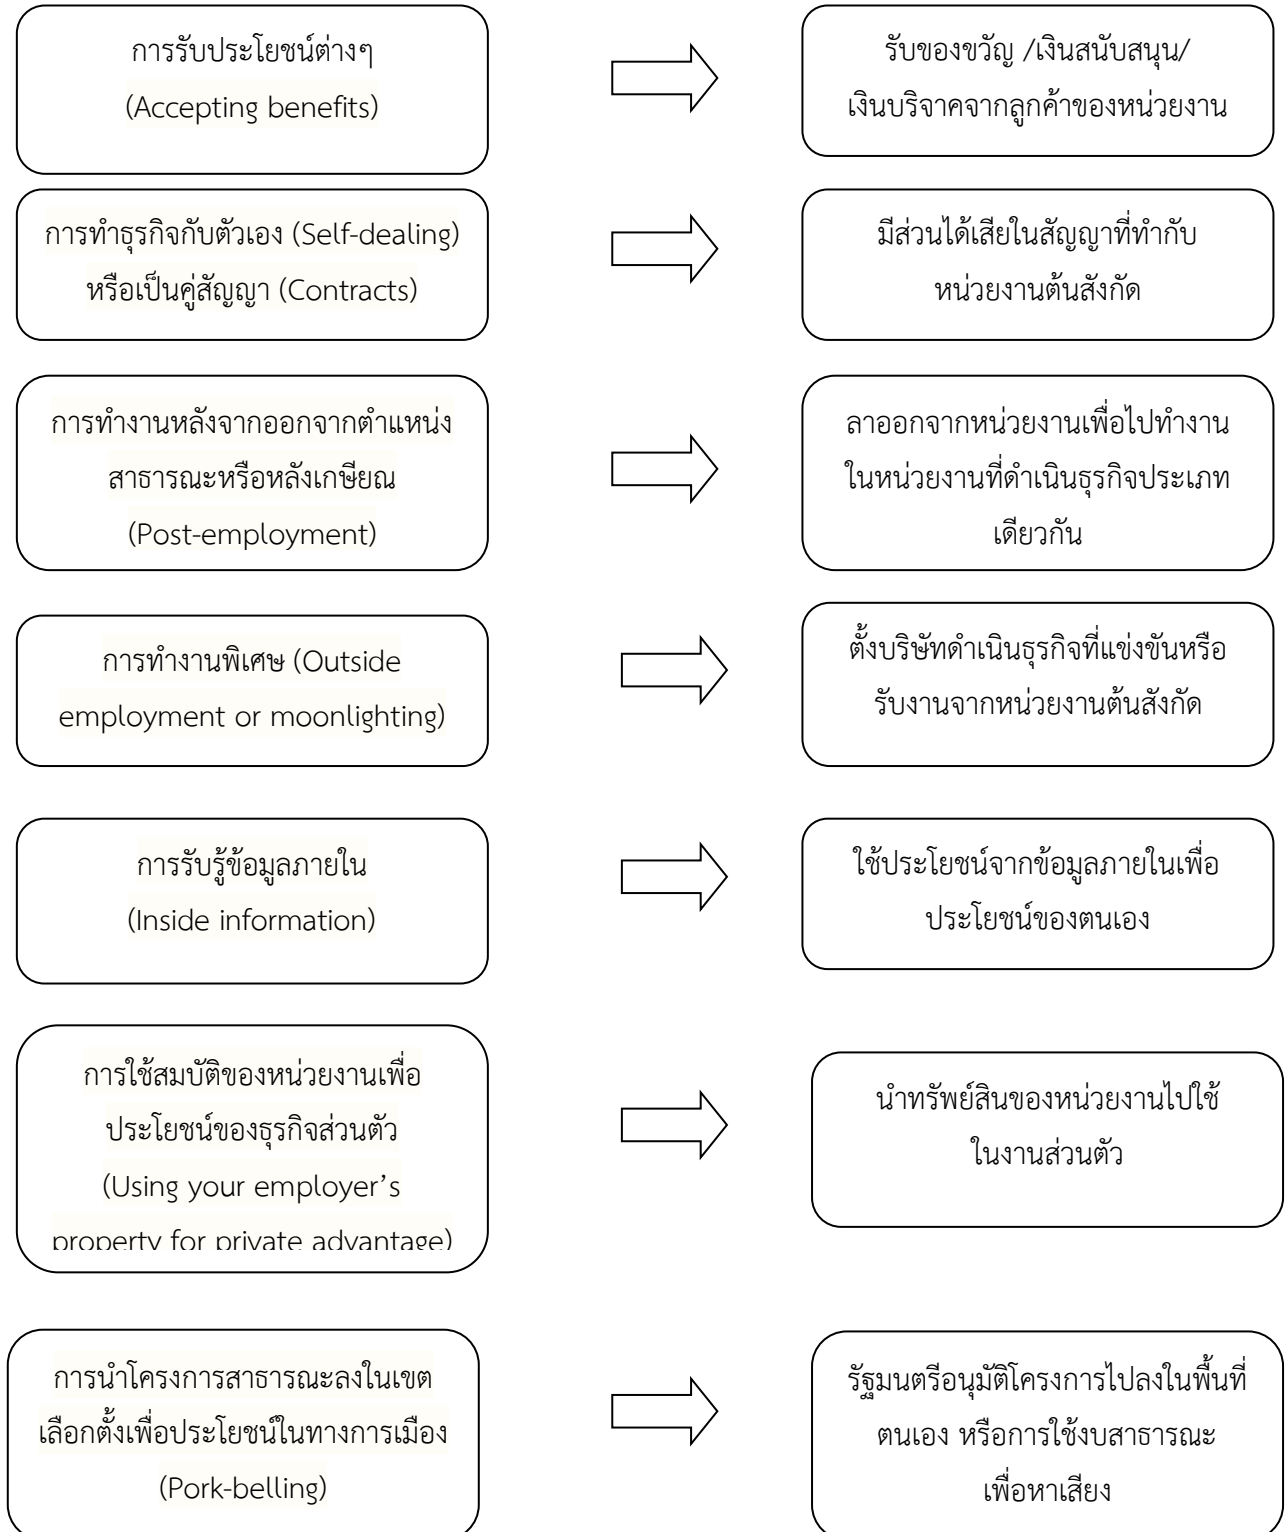 การรับประโยชน์ต่างๆ
(Accepting benefits)
รับของขวัญ /เงินสนับสนุน/
เงินบริจาคจากลูกค้าของหน่วยงาน
การทำธุรกิจกับตัวเอง (Self-dealing)
หรือเป็นคู่สัญญา (Contracts)
มีส่วนได้เสียในสัญญาที่ทำกับ
หน่วยงานต้นสังกัด
การทำงานหลังจากออกจากตำแหน่ง
สาธารณะหรือหลังเกษียณ
(Post-employment)
ลาออกจากหน่วยงานเพื่อไปทำงาน
ในหน่วยงานที่ดำเนินธุรกิจประเภท
เดียวกัน
การทำงานพิเศษ (Outside
employment or moonlighting)
ตั้งบริษัทดำเนินธุรกิจที่แข่งขันหรือ
รับงานจากหน่วยงานต้นสังกัด
การรับรู้ข้อมูลภายใน
(Inside information)
ใช้ประโยชน์จากข้อมูลภายในเพื่อ
ประโยชน์ของตนเอง
การใช้สมบัติของหน่วยงานเพื่อ
ประโยชน์ของธุรกิจส่วนตัว
(Using your employer’s
property for private advantage)
นำทรัพย์สินของหน่วยงานไปใช้
ในงานส่วนตัว
การนำโครงการสาธารณะลงในเขต
เลือกตั้งเพื่อประโยชน์ในทางการเมือง
(Pork-belling)
รัฐมนตรีอนุมัติโครงการไปลงในพื้นที่
ตนเอง หรือการใช้งบสาธารณะ
เพื่อหาเสียง